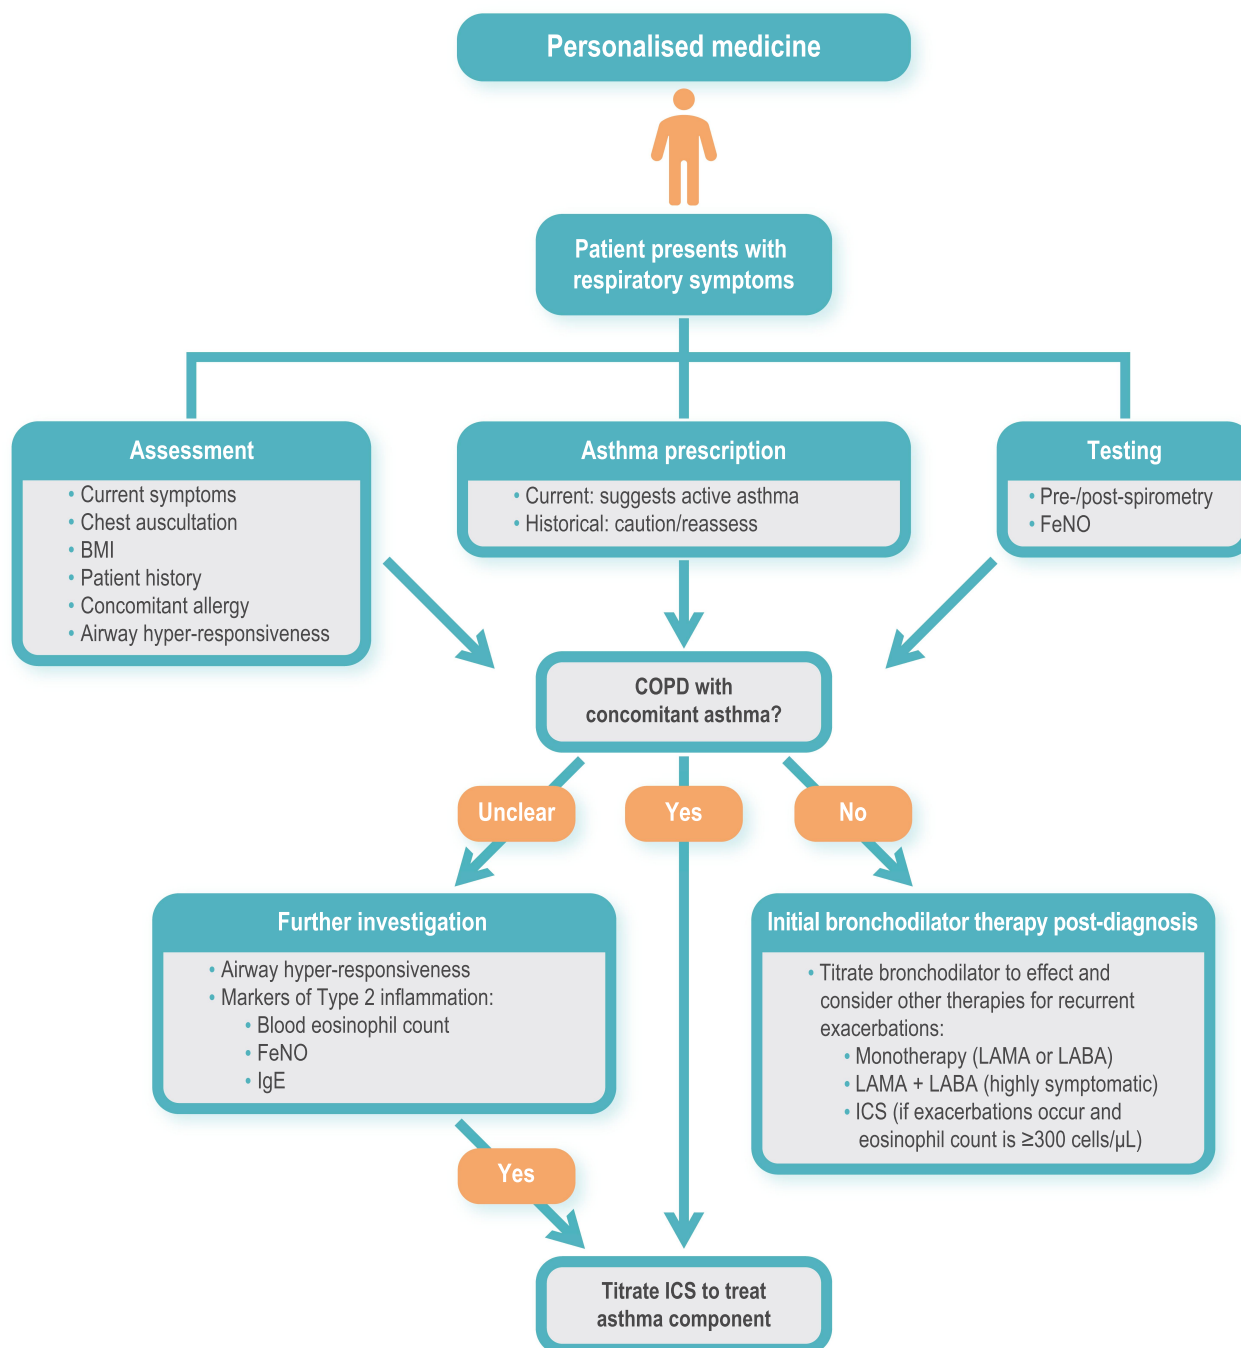 Personalised medicine
Patient presents with
respiratory symptoms
Assessment
• Current symptoms
• Chest auscultation
• BMI
• Patient history
• Concomitant allergy
• Airway hyper-responsiveness
Asthma prescription
• Current: suggests active asthma
• Historical: caution/reassess
Testing
• Pre-/post-spirometry
• FeNO
COPD with
concomitant asthma?
Unclear
Yes
No
Further investigation
• Airway hyper-responsiveness
• Markers of Type 2 inflammation:
• Blood eosinophil count
• FeNO
• IgE
Initial bronchodilator therapy post-diagnosis
• Titrate bronchodilator to effect and
consider other therapies for recurrent
exacerbations:
• Monotherapy (LAMA or LABA)
• LAMA + LABA (highly symptomatic)
• ICS (if exacerbations occur and
eosinophil count is ≥300 cells/µL)
Yes
Titrate ICS to treat
asthma component